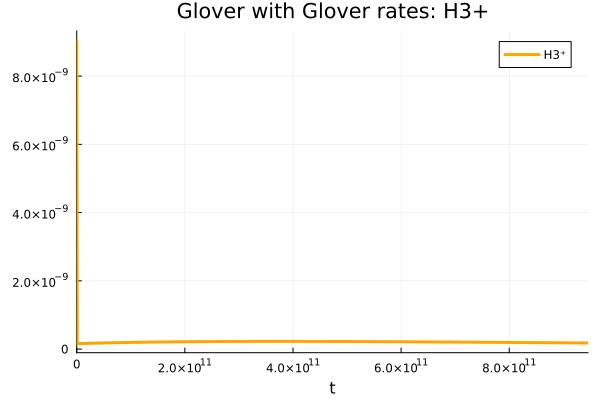 Glover with Glover rates: H3+
H3⁺
8.0×10⁻⁹
6.0×10⁻⁹
4.0×10⁻⁹
2.0×10⁻⁹
0
0 2.0×10¹¹ 4.0×10¹¹ 6.0×10¹¹ 8.0×10¹¹
t